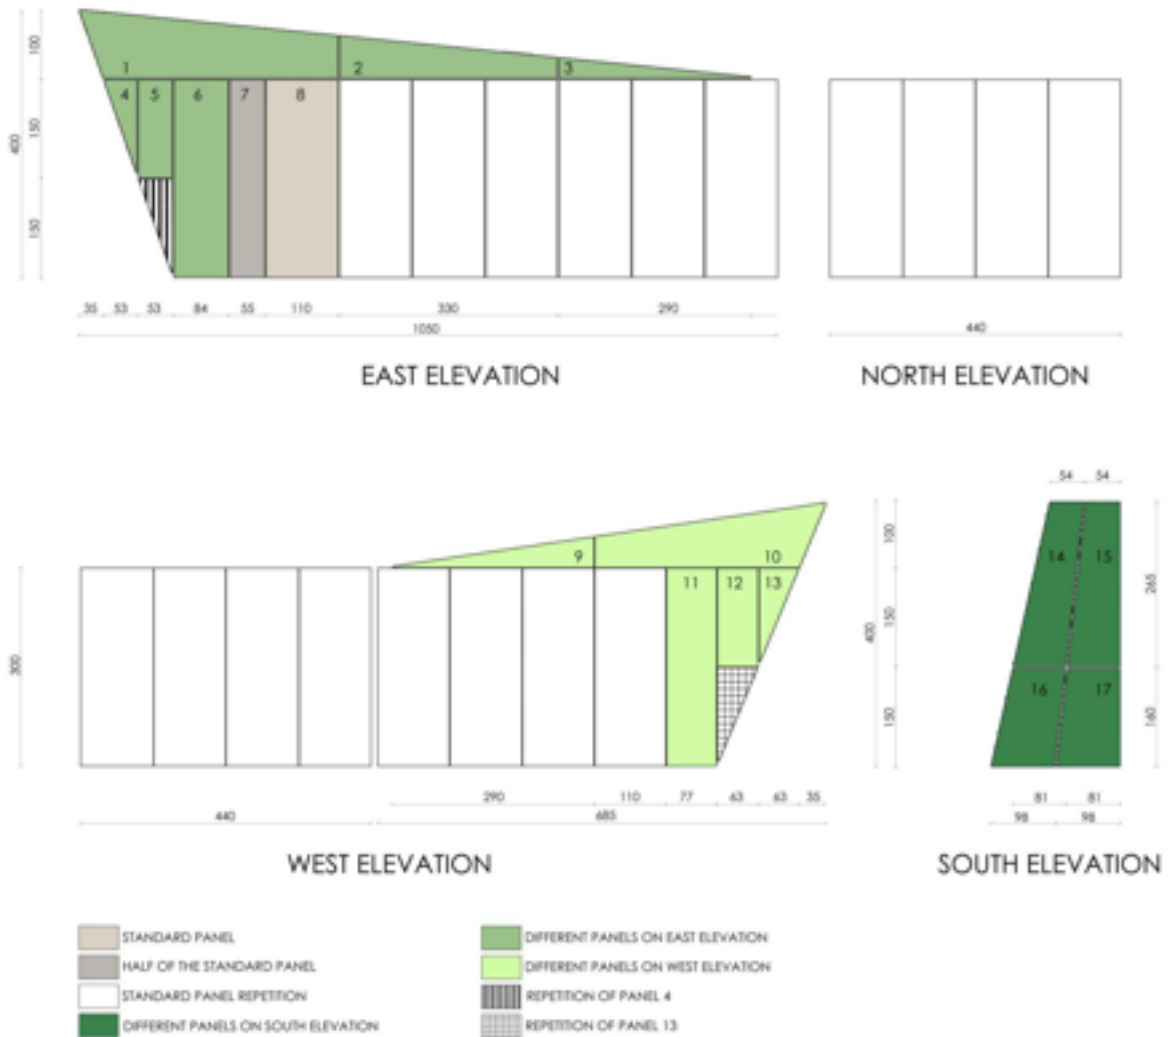 1
2
3
4
5
6
7
8
100
150
150
400
35 53 53 84 55 110 330 290
1050
440
EAST ELEVATION
NORTH ELEVATION
54 54
9
10
11
12
13
14
15
16
17
300
100
150
150
400
265
160
290 110 77 63 63 35
440
685
81 81
98 98
WEST ELEVATION
SOUTH ELEVATION
STANDARD PANEL
HALF OF THE STANDARD PANEL
STANDARD PANEL REPETITION
DIFFERENT PANELS ON SOUTH ELEVATION
DIFFERENT PANELS ON EAST ELEVATION
DIFFERENT PANELS ON WEST ELEVATION
REPETITION OF PANEL 4
REPETITION OF PANEL 13